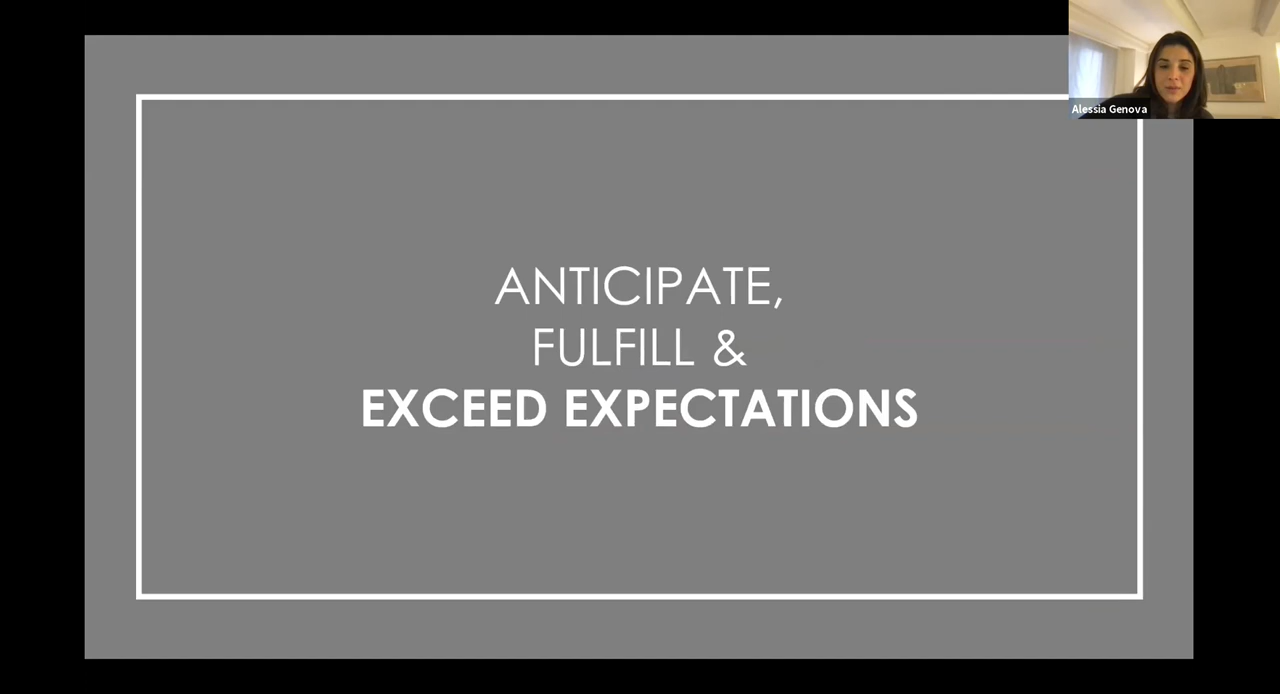 Alessia Genova
ANTICIPATE,
FULFILL &
EXCEED EXPECTATIONS